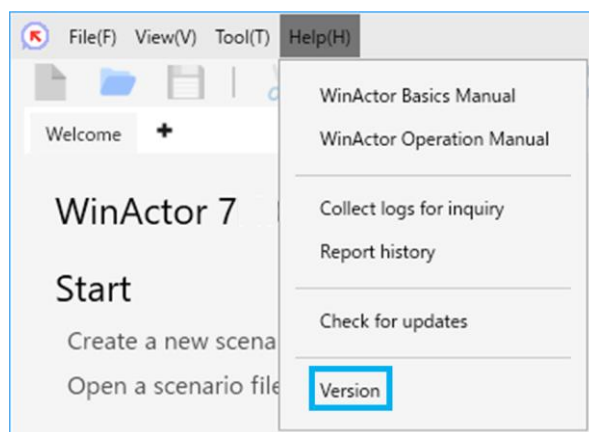 File(F) View(V) Tool(T) Help(H)
Welcome
WinActor 7
Start
Create a new scena
Open a scenario file
WinActor Basics Manual
WinActor Operation Manual
Collect logs for inquiry
Report history
Check for updates
Version